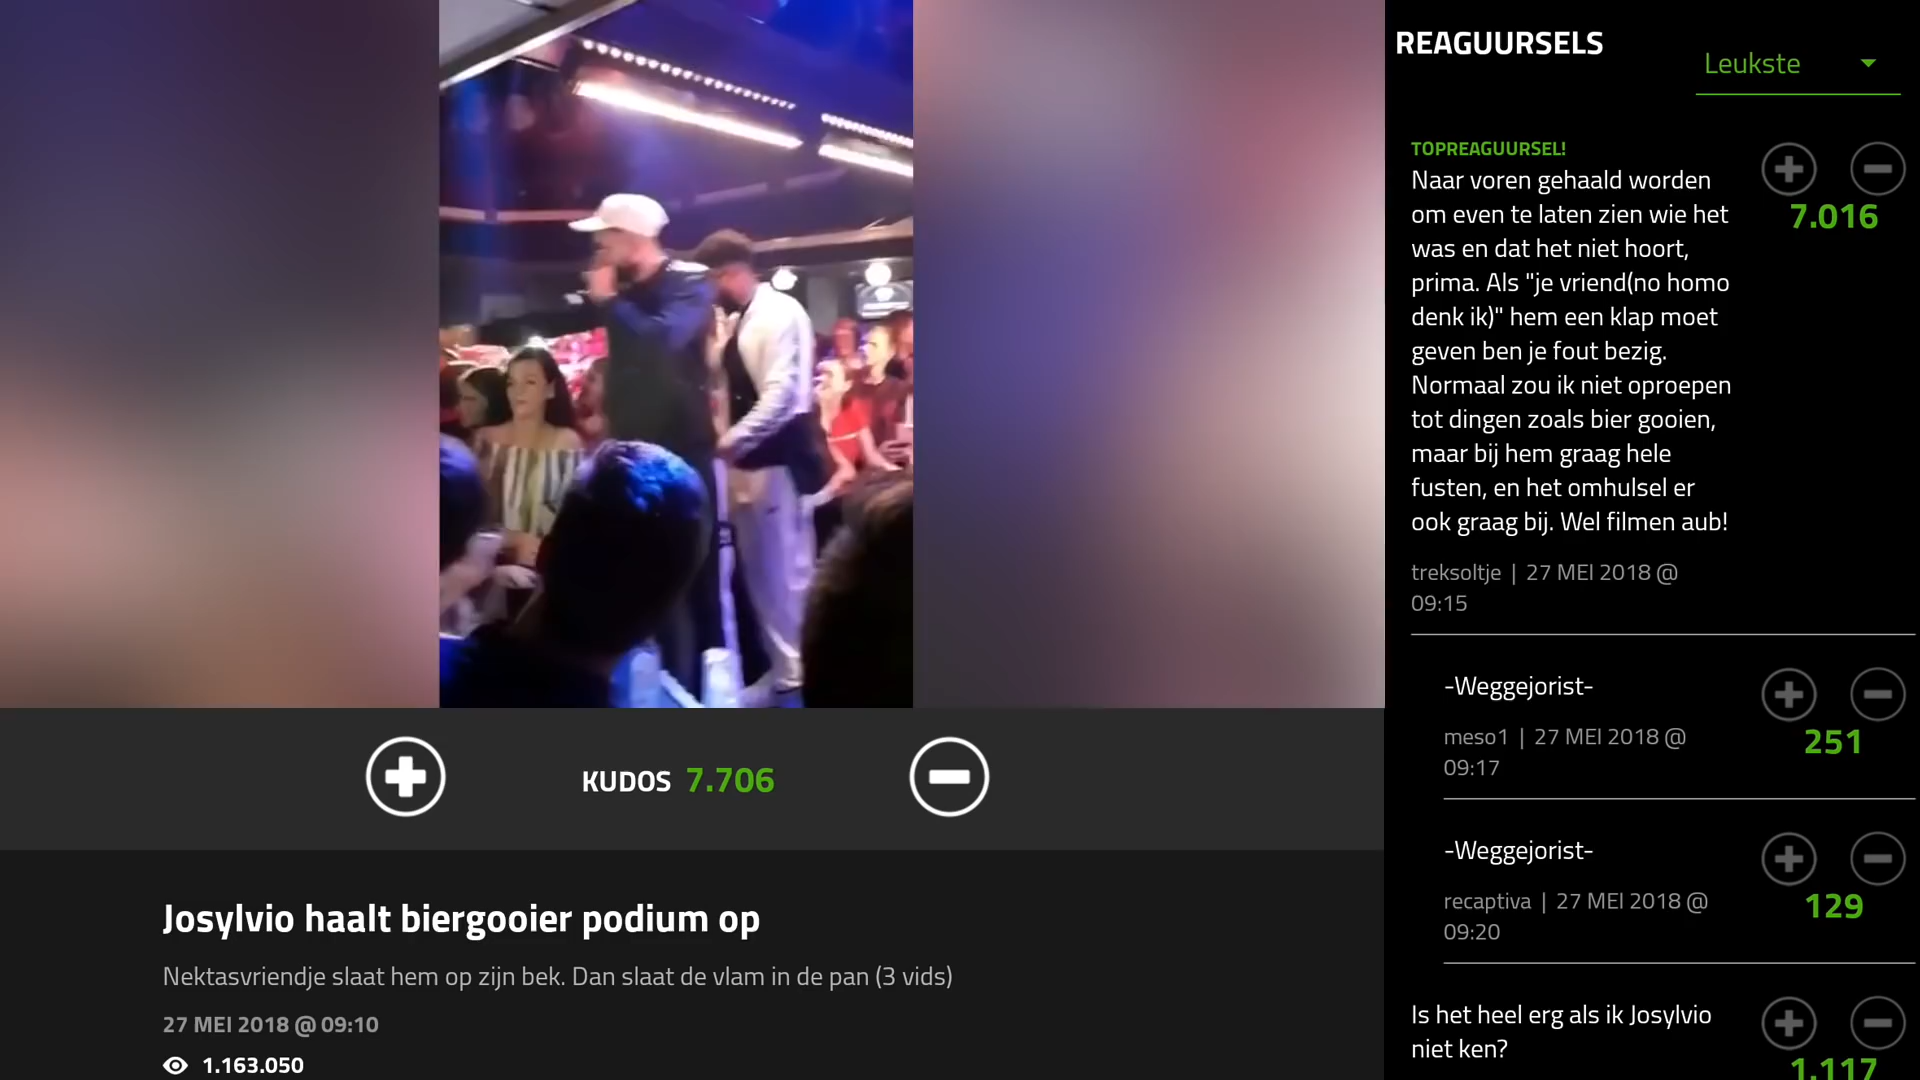 REAGUURSELS
Leukste
TOPREAGUURSEL!
Naar voren gehaald worden
om even te laten zien wie het
was en dat het niet hoort,
prima. Als "je vriend(no homo
denk ik)" hem een klap moet
geven ben je fout bezig.
Normaal zou ik niet oproepen
tot dingen zoals bier gooien,
maar bij hem graag hele
fusten, en het omhulsel er
ook graag bij. Wel filmen aub!
7.016
treksoltje | 27 MEI 2018 @
09:15
-Weggejorist-
251
meso1 | 27 MEI 2018 @
09:17
-Weggejorist-
129
recaptiva | 27 MEI 2018 @
09:20
Is het heel erg als ik Josylvio
niet ken?
1.117
KUDOS 7.706
Josylvio haalt biergooier podium op
Nektasvriendje slaat hem op zijn bek. Dan slaat de vlam in de pan (3 vids)
27 MEI 2018 @ 09:10
1.163.050